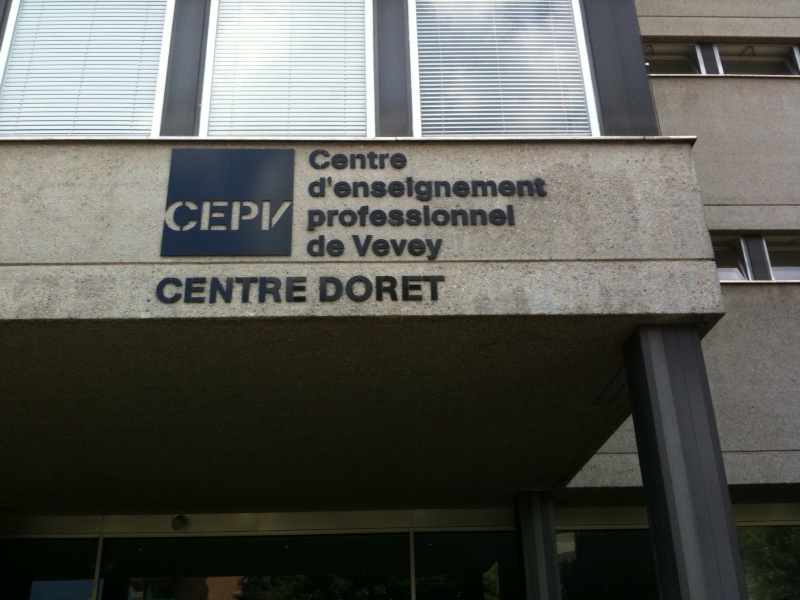 CEPV
Centre
d'enseignement
professionnel
de Vevey
CENTRE DORET